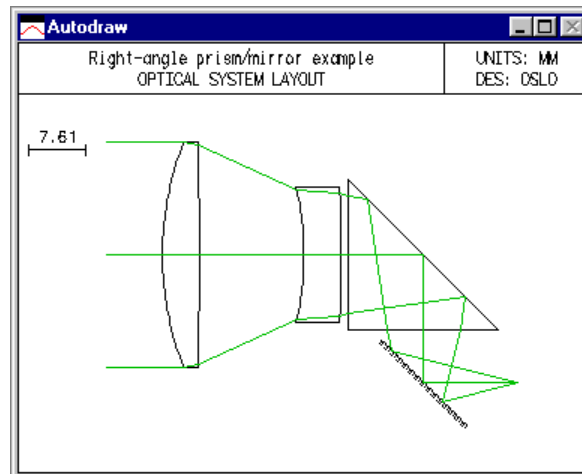 Autodraw
Right-angle prism/mirror example
OPTICAL SYSTEM LAYOUT
UNITS: MM
DES: OSLO
7.61